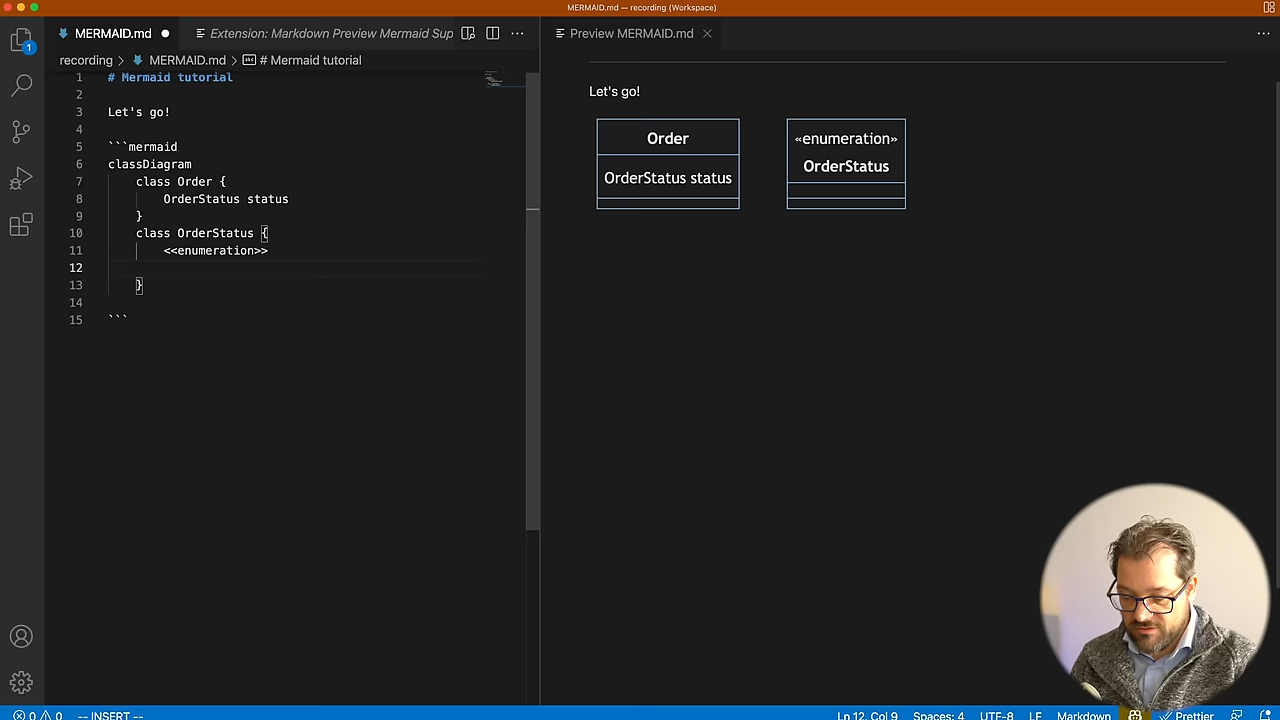 MERMAID.md — recording (Workspace)
MERMAID.md
Extension: Markdown Preview Mermaid Sup
Preview MERMAID.md
1
recording > MERMAID.md > abc # Mermaid tutorial
1 # Mermaid tutorial
2
3 Let's go!
4
5 ```mermaid
6 classDiagram
7 class Order {
8 OrderStatus status
9 }
10 class OrderStatus {
11 <<enumeration>>
12
13 }
14
15 ```
Let's go!
Order
OrderStatus status
«enumeration»
OrderStatus
0 0 -- INSERT --
Ln 12, Col 9 Spaces: 4 UTF-8 LF Markdown Prettier